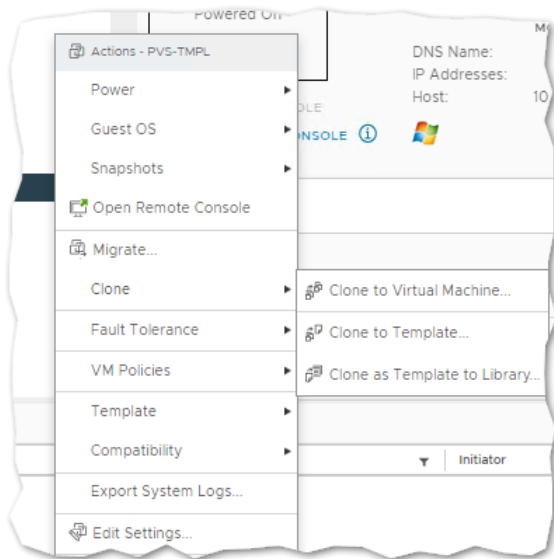 Powered Off
Actions - PVS-TMPL
DNS Name:
IP Addresses:
Host:
10
Power
Guest OS
Snapshots
Open Remote Console
Migrate...
Clone
Clone to Virtual Machine...
Fault Tolerance
Clone to Template...
VM Policies
Clone as Template to Library...
Template
Compatibility
Initiator
Export System Logs...
Edit Settings...